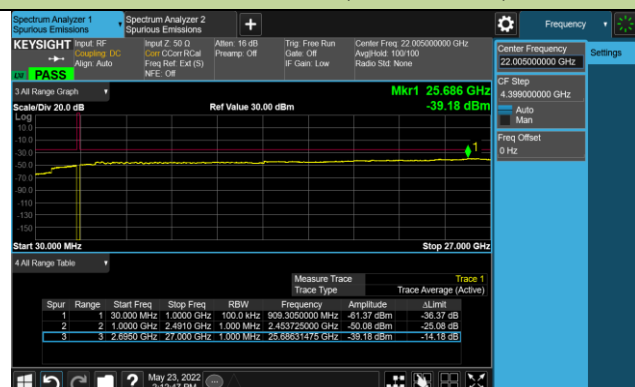 Spectrum Analyzer 1
Spurious Emissions
Spectrum Analyzer 2
Spurious Emissions
Frequency
KEYSIGHT
Input: RF
Coupling: DC
Align: Auto
Input Z: 50 Ω
Corr CCorr RCal
Freq Ref: Ext (S)
NFE: Off
Atten: 16 dB
Preamp: Off
Trig: Free Run
Gate: Off
IF Gain: Low
Center Freq: 22.005000000 GHz
Avg|Hold: 100/100
Radio Std: None
PASS
Center Frequency
22.005000000 GHz
Settings
CF Step
4.399000000 GHz
Auto
Man
Freq Offset
0 Hz
3 All Range Graph
Mkr1 25.686 GHz
Scale/Div 20.0 dB
Ref Value 30.00 dBm
-39.18 dBm
Log
10.0
-10.0
-30.0
-50.0
-70.0
-90.0
-110
-130
-150
1
Start 30.000 MHz
Stop 27.000 GHz
4 All Range Table
Measure Trace Trace 1
Trace Type Trace Average (Active)
Spur Range Start Freq Stop Freq RBW Frequency Amplitude ΔLimit
1 1 30.000 MHz 1.0000 GHz 100.0 kHz 909.3050000 MHz -61.37 dBm -36.37 dB
2 2 1.0000 GHz 2.4910 GHz 1.000 MHz 2.453725000 GHz -50.08 dBm -25.08 dB
3 3 2.6950 GHz 27.000 GHz 1.000 MHz 25.68631475 GHz -39.18 dBm -14.18 dB
May 23, 2022